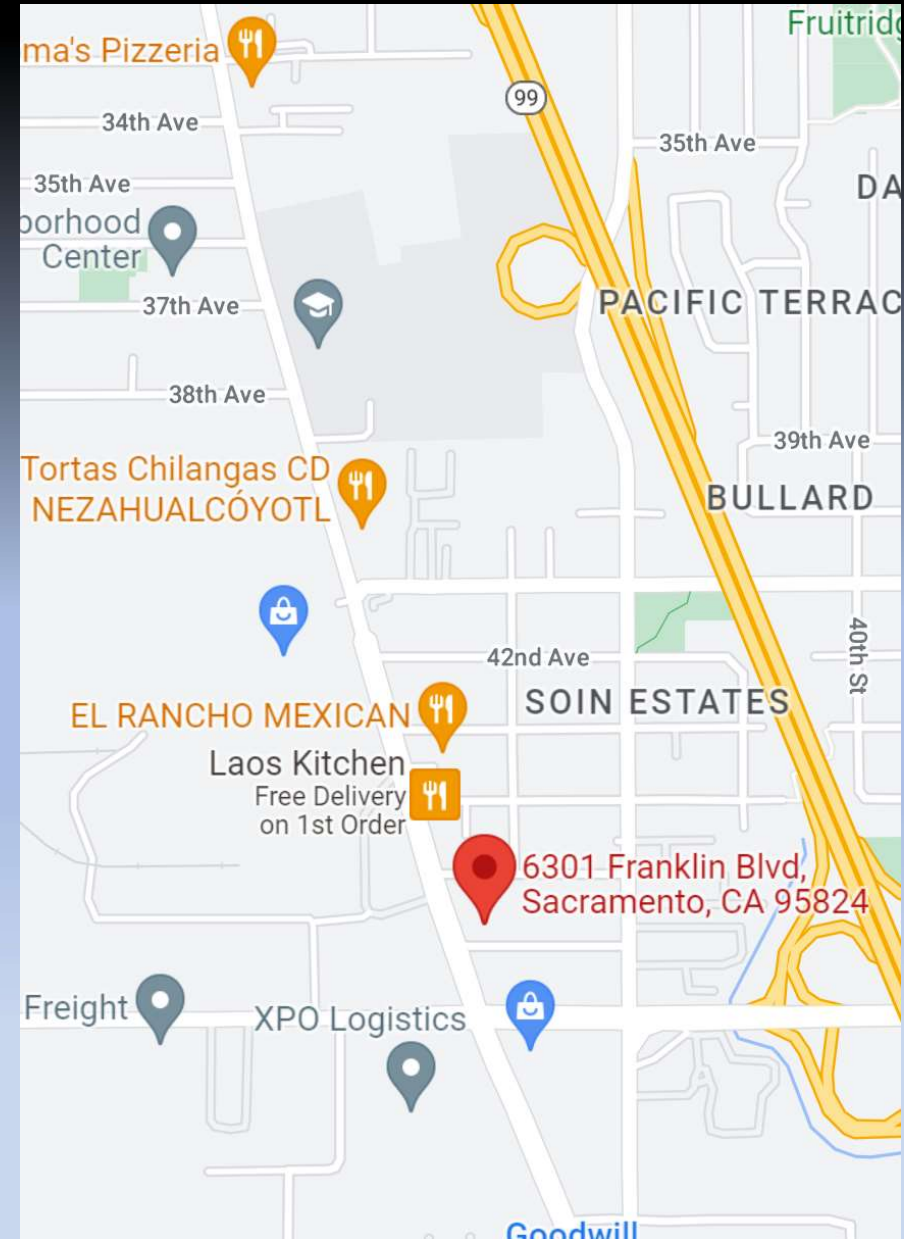 Fruitridg
ma's Pizzeria
99
34th Ave
35th Ave
35th Ave
DA
borhood
Center
37th Ave
PACIFIC TERRAC
38th Ave
39th Ave
Tortas Chilangas CD
NEZAHUALCÓYOTL
BULLARD
40th St
42nd Ave
SOIN ESTATES
EL RANCHO MEXICAN
Laos Kitchen
Free Delivery
on 1st Order
6301 Franklin Blvd,
Sacramento, CA 95824
Freight
XPO Logistics
Goodwill